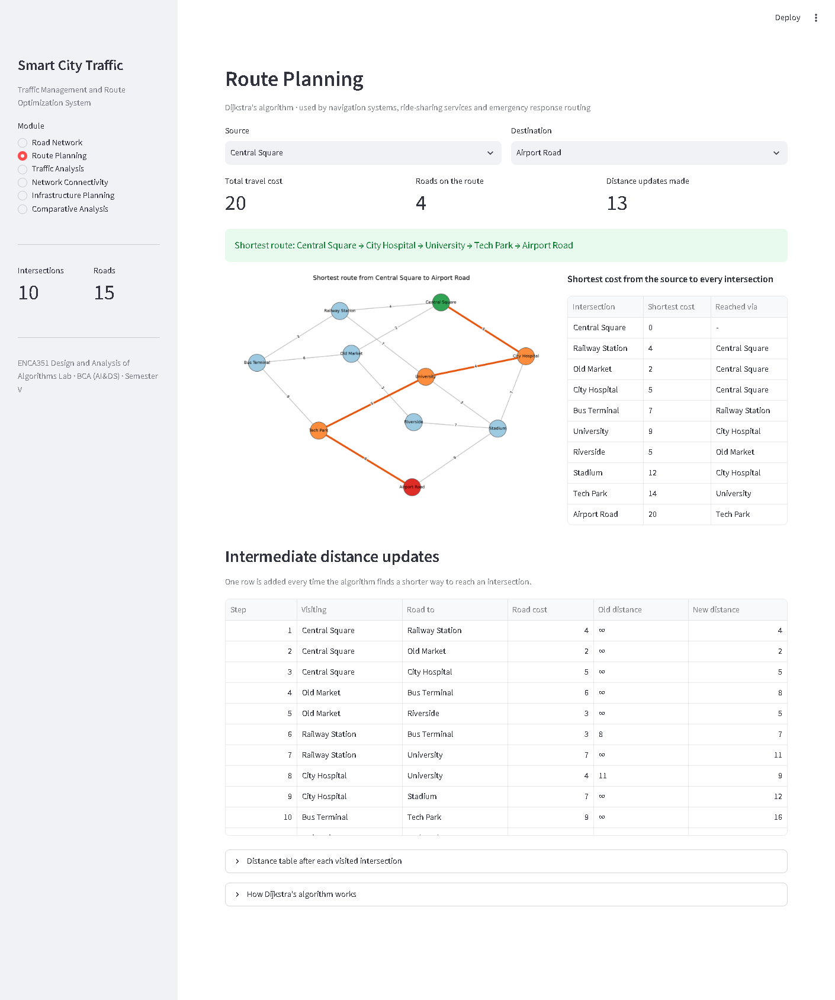 Deploy
Smart City Traffic
Traffic Management and Route
Optimization System
Module
Road Network
Route Planning
Traffic Analysis
Network Connectivity
Infrastructure Planning
Comparative Analysis
Intersections Roads
10 15
ENCA351 Design and Analysis of
Algorithms Lab · BCA (AI&DS) · Semester
V
Route Planning
Dijkstra's algorithm · used by navigation systems, ride-sharing services and emergency response routing
Source Destination
Central Square Airport Road
Total travel cost Roads on the route Distance updates made
20 4 13
Shortest route: Central Square → City Hospital → University → Tech Park → Airport Road
Shortest route from Central Square to Airport Road
Central Square
Railway Station
4
2
7
Old Market
City Hospital
Bus Terminal
6
4
University
7
5
Riverside
7
Stadium
Tech Park
Airport Road
Shortest cost from the source to every intersection
Intersection Shortest cost Reached via
Central Square 0 -
Railway Station 4 Central Square
Old Market 2 Central Square
City Hospital 5 Central Square
Bus Terminal 7 Railway Station
University 9 City Hospital
Riverside 5 Old Market
Stadium 12 City Hospital
Tech Park 14 University
Airport Road 20 Tech Park
Intermediate distance updates
One row is added every time the algorithm finds a shorter way to reach an intersection.
Step Visiting Road to Road cost Old distance New distance
1 Central Square Railway Station 4 ∞ 4
2 Central Square Old Market 2 ∞ 2
3 Central Square City Hospital 5 ∞ 5
4 Old Market Bus Terminal 6 ∞ 8
5 Old Market Riverside 3 ∞ 5
6 Railway Station Bus Terminal 3 8 7
7 Railway Station University 7 ∞ 11
8 City Hospital University 4 11 9
9 City Hospital Stadium 7 ∞ 12
10 Bus Terminal Tech Park 9 ∞ 16
Distance table after each visited intersection
How Dijkstra's algorithm works